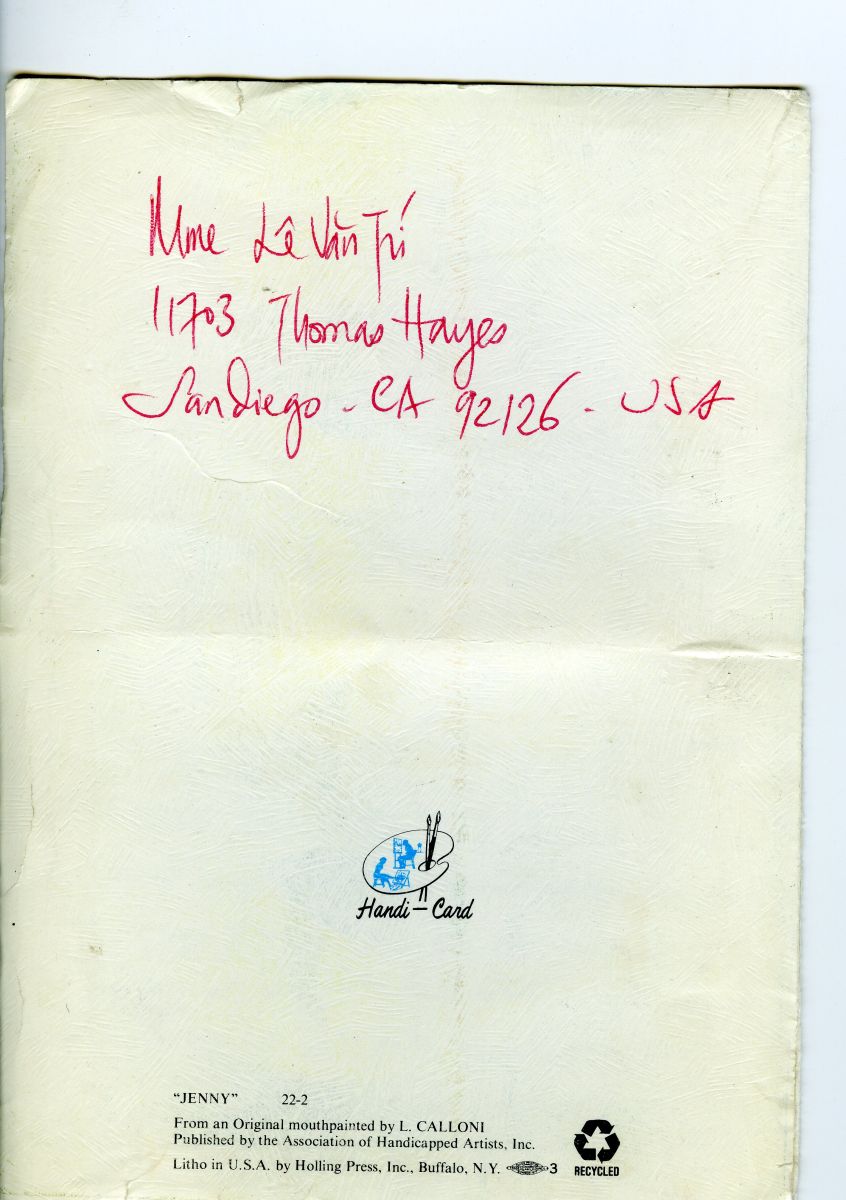 Mme Lê Văn Trí
11703 Thomas Hayes
San Diego - CA 92126 - USA
Handi-Card
"JENNY" 22-2
From an Original mouthpainted by L. CALLONI
Published by the Association of Handicapped Artists, Inc.
Litho in U.S.A. by Holling Press, Inc., Buffalo, N.Y. 3
RECYCLED